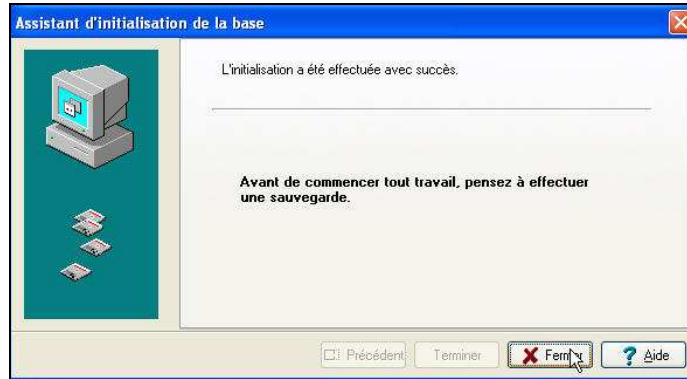 Assistant d'initialisation de la base
L'initialisation a été effectuée avec succès.
Avant de commencer tout travail, pensez à effectuer
une sauvegarde.
Précédent Terminer Fermer Aide